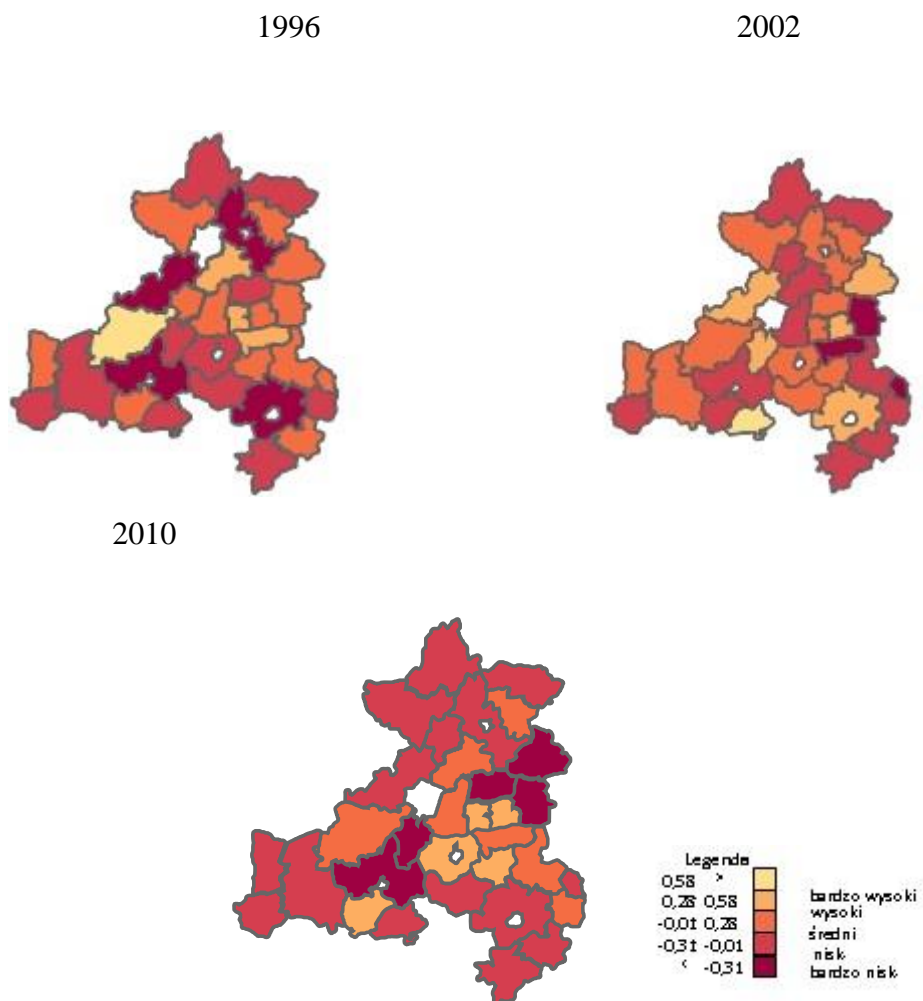 1996
2002
2010
Legenda
0,58 >
0,28 0,58
-0,01 0,28
-0,31 -0,01
< -0,31
bardzo wysoki
wysoki
średni
nisk
bardzo nisk